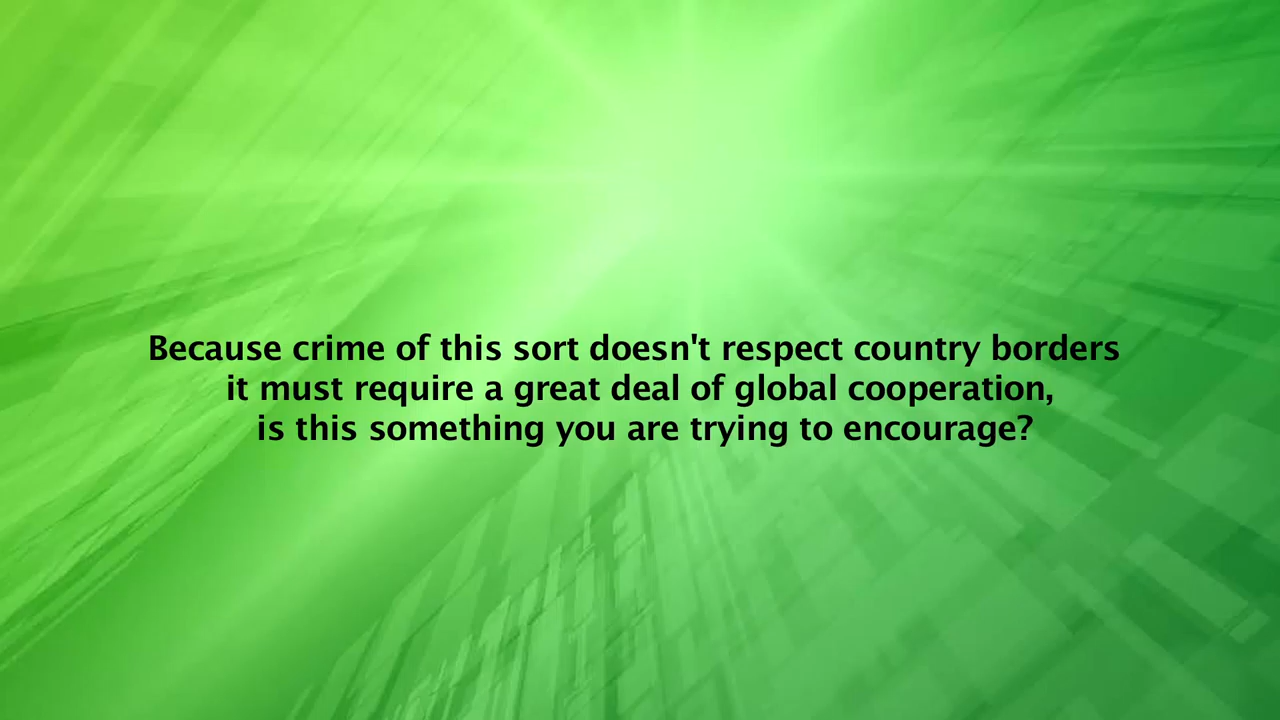 Because crime of this sort doesn't respect country borders
it must require a great deal of global cooperation,
is this something you are trying to encourage?